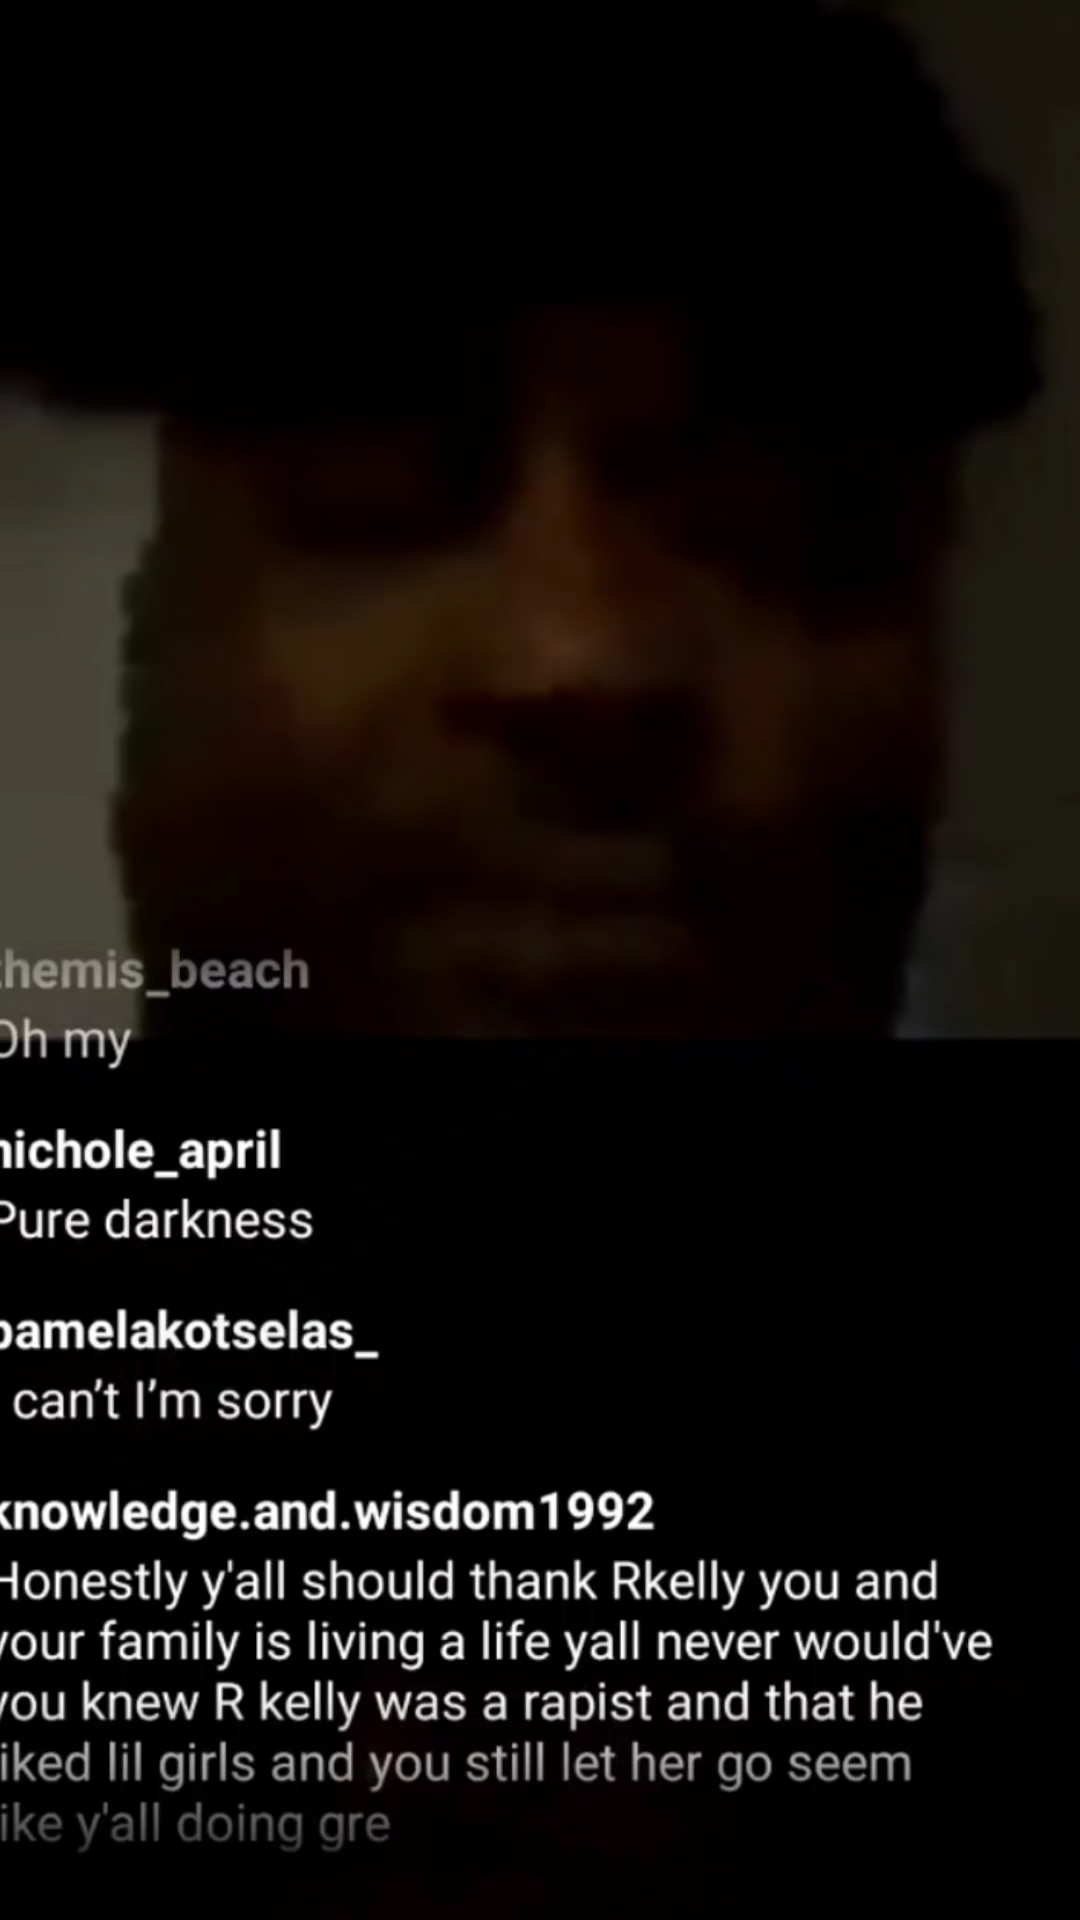 themis_beach
Oh my
nichole_april
Pure darkness
pamelakotselas_
I can’t I’m sorry
knowledge.and.wisdom1992
Honestly y'all should thank Rkelly you and
your family is living a life yall never would've
you knew R kelly was a rapist and that he
liked lil girls and you still let her go seem
like y'all doing gre